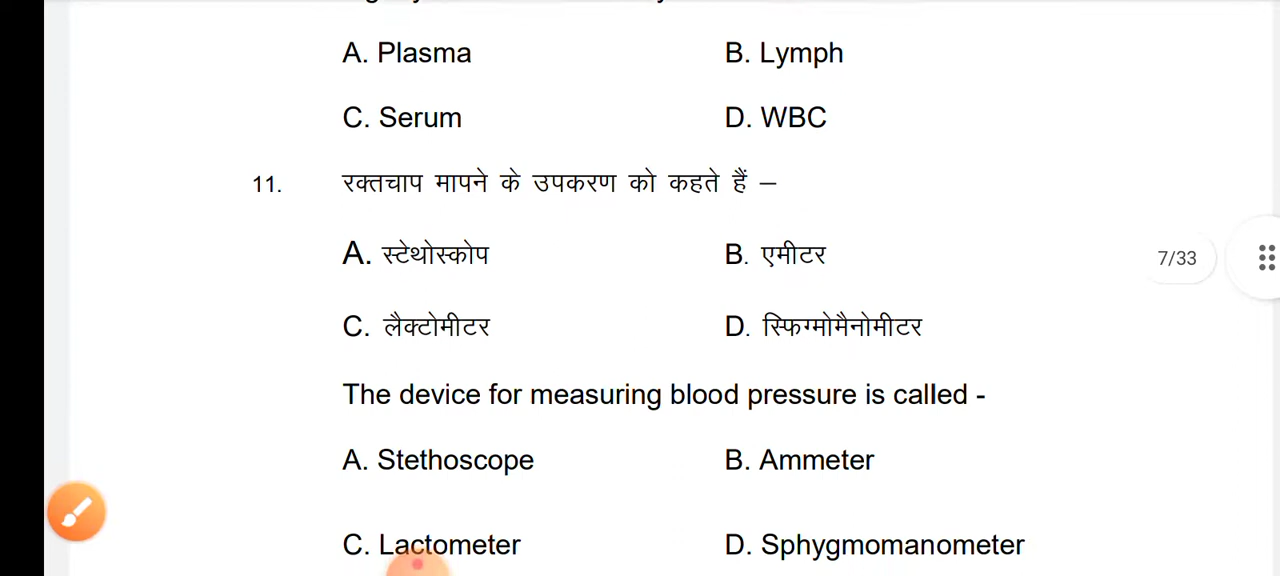 A. Plasma B. Lymph
C. Serum D. WBC
11. रक्तचाप मापने के उपकरण को कहते हैं –
A. स्टेथोस्कोप B. एमीटर
7/33
C. लैक्टोमीटर D. स्फिग्मोमैनोमीटर
The device for measuring blood pressure is called -
A. Stethoscope B. Ammeter
C. Lactometer D. Sphygmomanometer